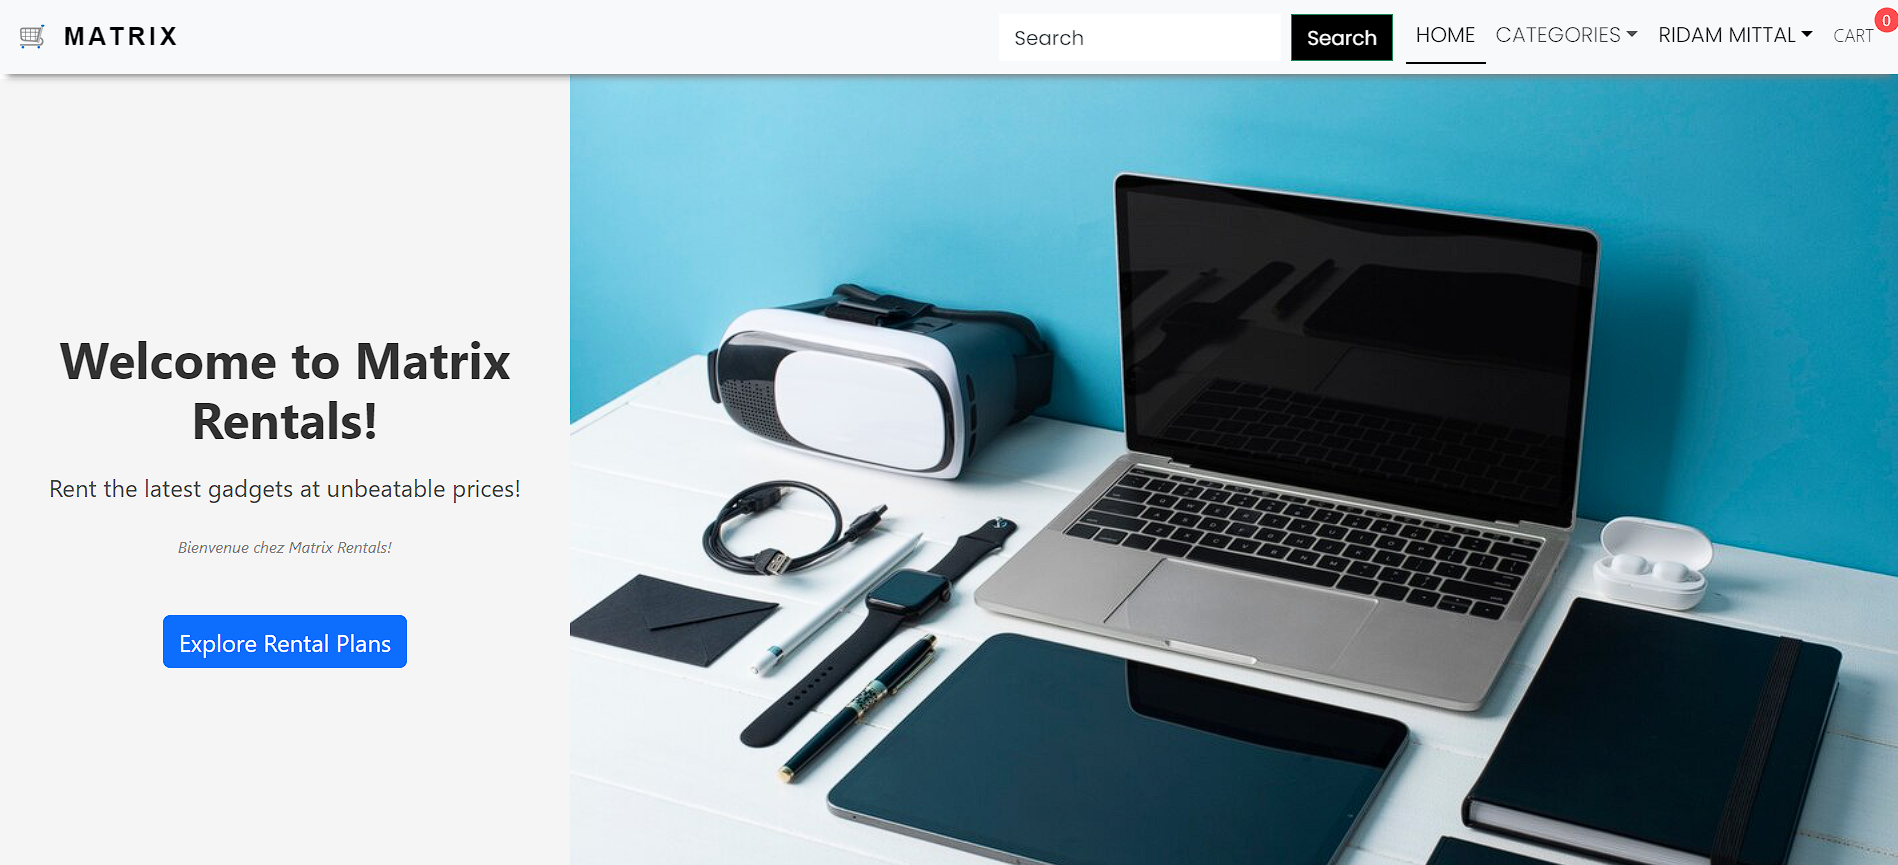 MATRIX
Search
Search
HOME
CATEGORIES
RIDAM MITTAL
CART
0
Welcome to Matrix
Rentals!
Rent the latest gadgets at unbeatable prices!
Bienvenue chez Matrix Rentals!
Explore Rental Plans